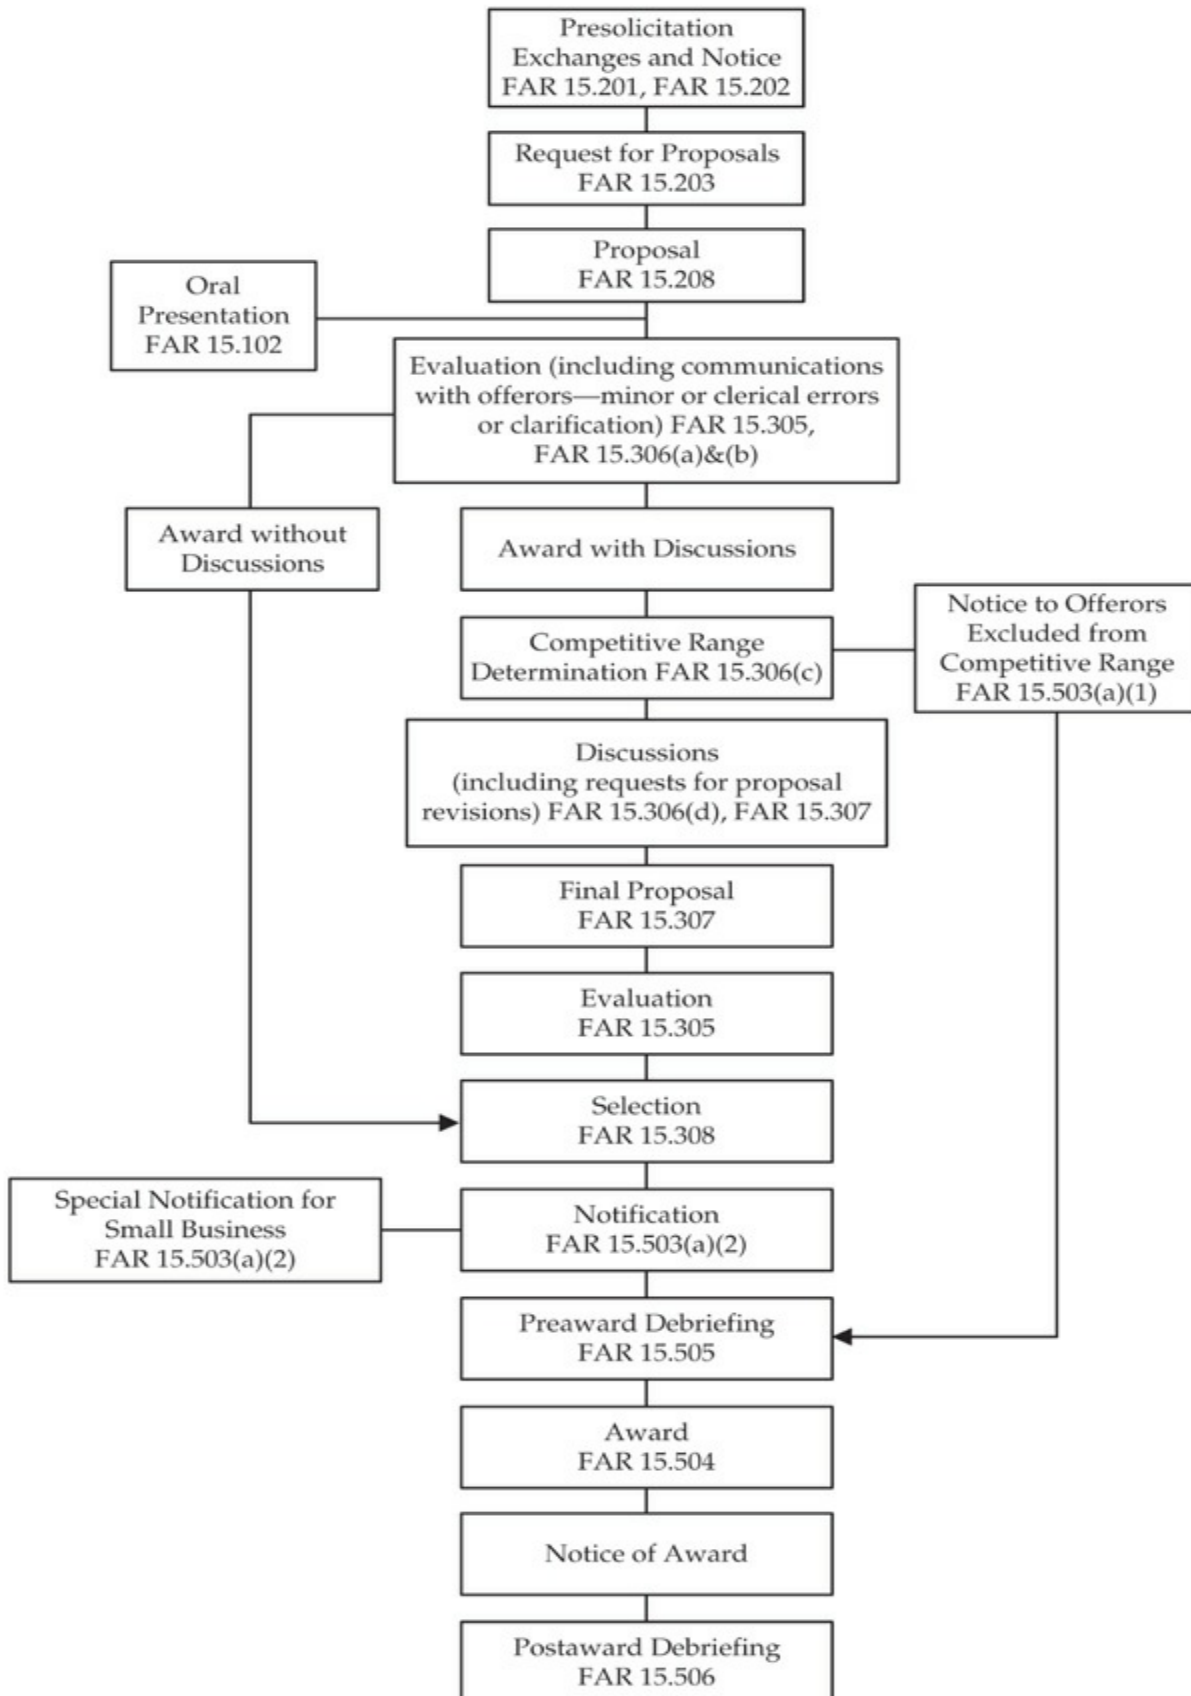 Presolicitation
Exchanges and Notice
FAR 15.201, FAR 15.202
Request for Proposals
FAR 15.203
Proposal
FAR 15.208
Oral
Presentation
FAR 15.102
Evaluation (including communications
with offerors—minor or clerical errors
or clarification) FAR 15.305,
FAR 15.306(a)&(b)
Award without
Discussions
Award with Discussions
Notice to Offerors
Excluded from
Competitive Range
FAR 15.503(a)(1)
Competitive Range
Determination FAR 15.306(c)
Discussions
(including requests for proposal
revisions) FAR 15.306(d), FAR 15.307
Final Proposal
FAR 15.307
Evaluation
FAR 15.305
Selection
FAR 15.308
Special Notification for
Small Business
FAR 15.503(a)(2)
Notification
FAR 15.503(a)(2)
Preaward Debriefing
FAR 15.505
Award
FAR 15.504
Notice of Award
Postaward Debriefing
FAR 15.506